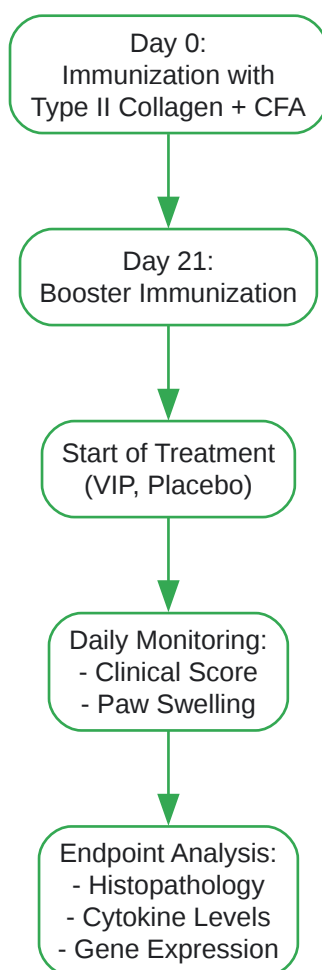 Day 0:
Immunization with
Type II Collagen + CFA
Day 21:
Booster Immunization
Start of Treatment
(VIP, Placebo)
Daily Monitoring:
- Clinical Score
- Paw Swelling
Endpoint Analysis:
- Histopathology
- Cytokine Levels
- Gene Expression